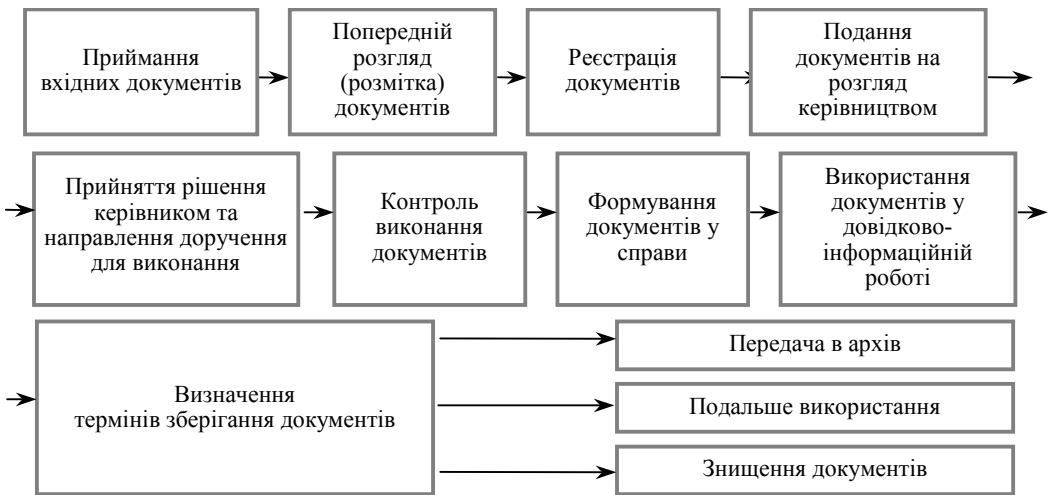 Приймання
вхідних документів
Попередній
розгляд
(розмітка)
документів
Реєстрація
документів
Подання
документів на
розгляд
керівництвом
Прийняття рішення
керівником та
направлення доручення
для виконання
Контроль
виконання
документів
Формування
документів у
справи
Використання
документів у
довідково-
інформаційній
роботі
Визначення
термінів зберігання документів
Передача в архів
Подальше використання
Знищення документів